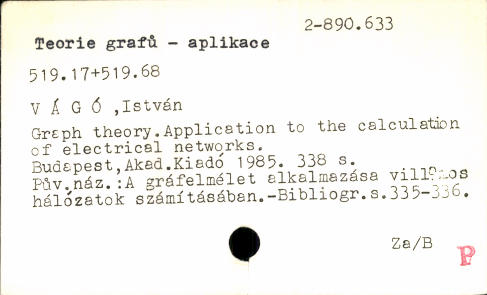 2-890.633
Teorie grafů - aplikace
519.17+519.68
V Á G Ó ,István
Graph theory.Application to the calculation
of electrical networks.
Budapest,Akad.Kiadó 1985. 338 s.
Pův.náz.:A gráfelmélet alkalmazása
hálózatok számításában.-Bibliogr.s.335-336.
Za/B
P